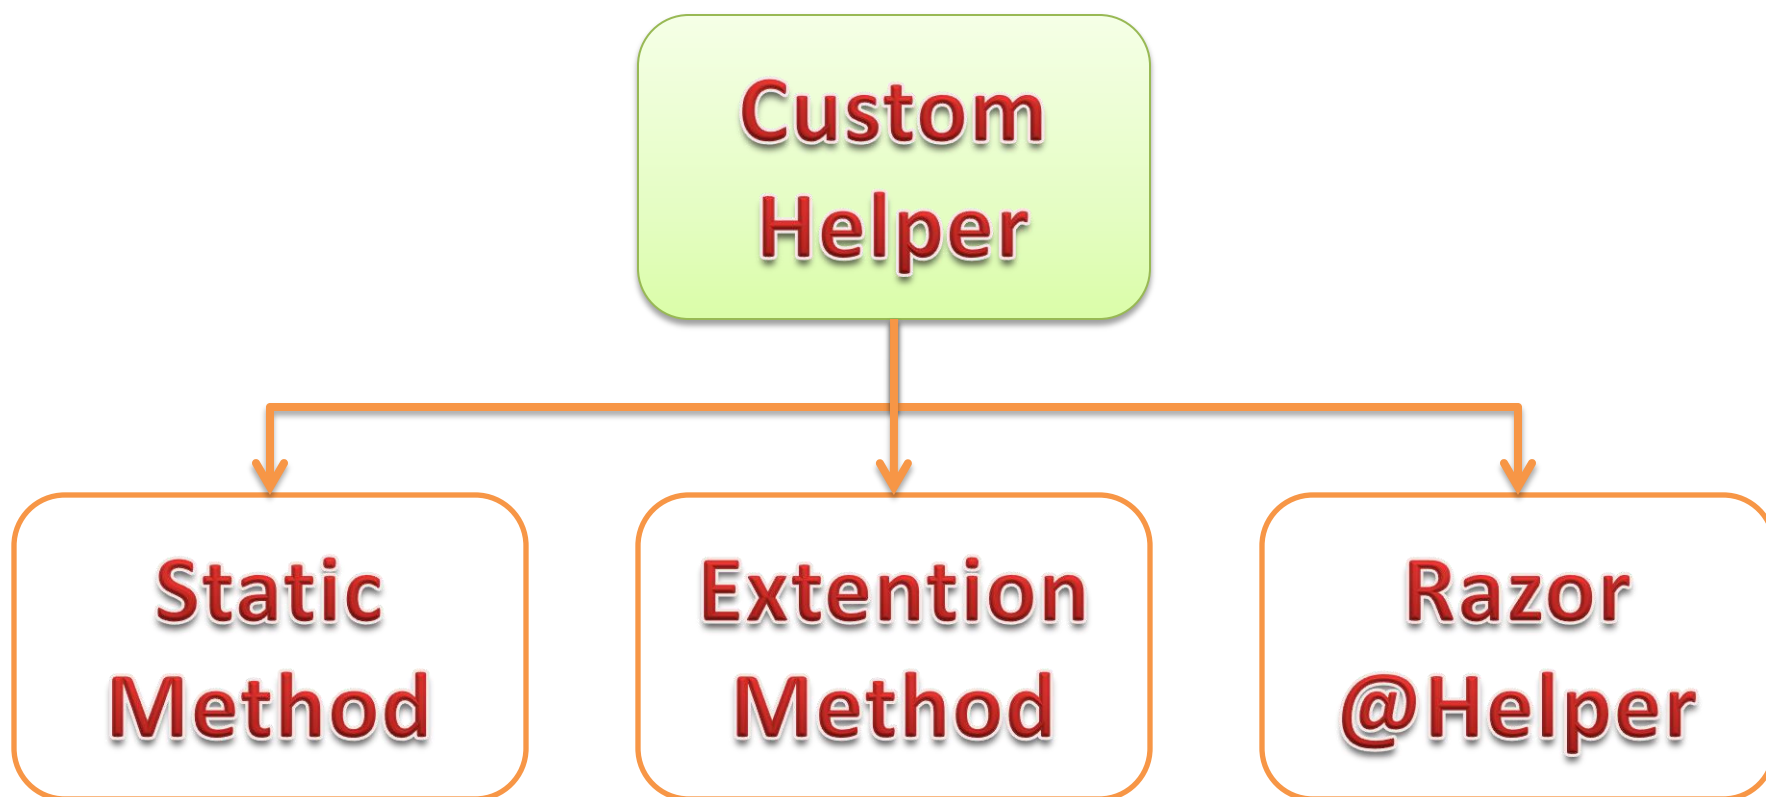 Custom
Helper
Static
Method
Extention
Method
Razor
@Helper